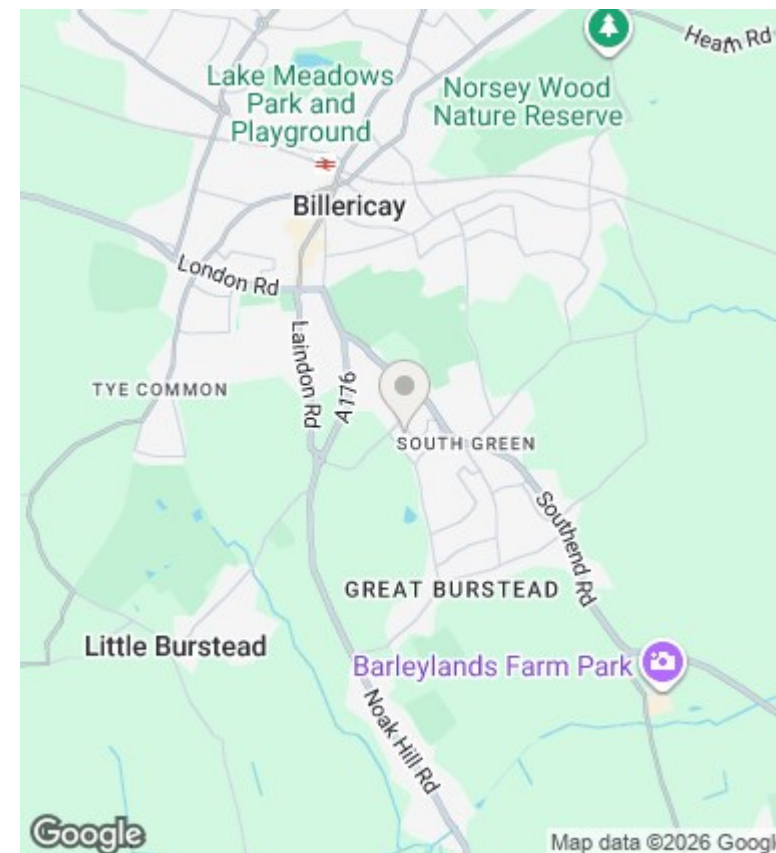 Heath Rd
Lake Meadows
Park and
Playground
Norsey Wood
Nature Reserve
Billericay
London Rd
Laindon Rd
A176
TYE COMMON
SOUTH GREEN
Southend Rd
GREAT BURSTEAD
Little Burstead
Barleylands Farm Park
Noak Hill Rd
Google
Map data ©2026 Googl